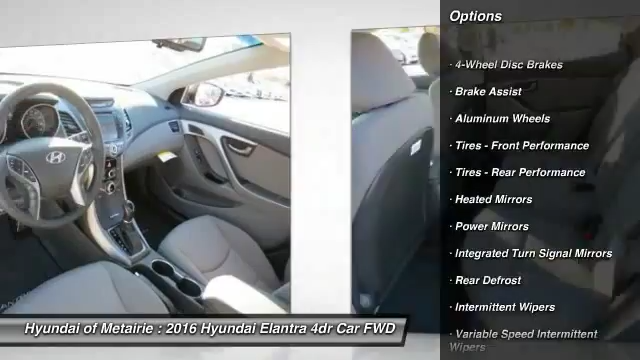 Options
· 4-Wheel Disc Brakes
· Brake Assist
· Aluminum Wheels
· Tires - Front Performance
· Tires - Rear Performance
· Heated Mirrors
· Power Mirrors
· Integrated Turn Signal Mirrors
· Rear Defrost
· Intermittent Wipers
· Variable Speed Intermittent
Wipers
Hyundai of Metairie : 2016 Hyundai Elantra 4dr Car FWD